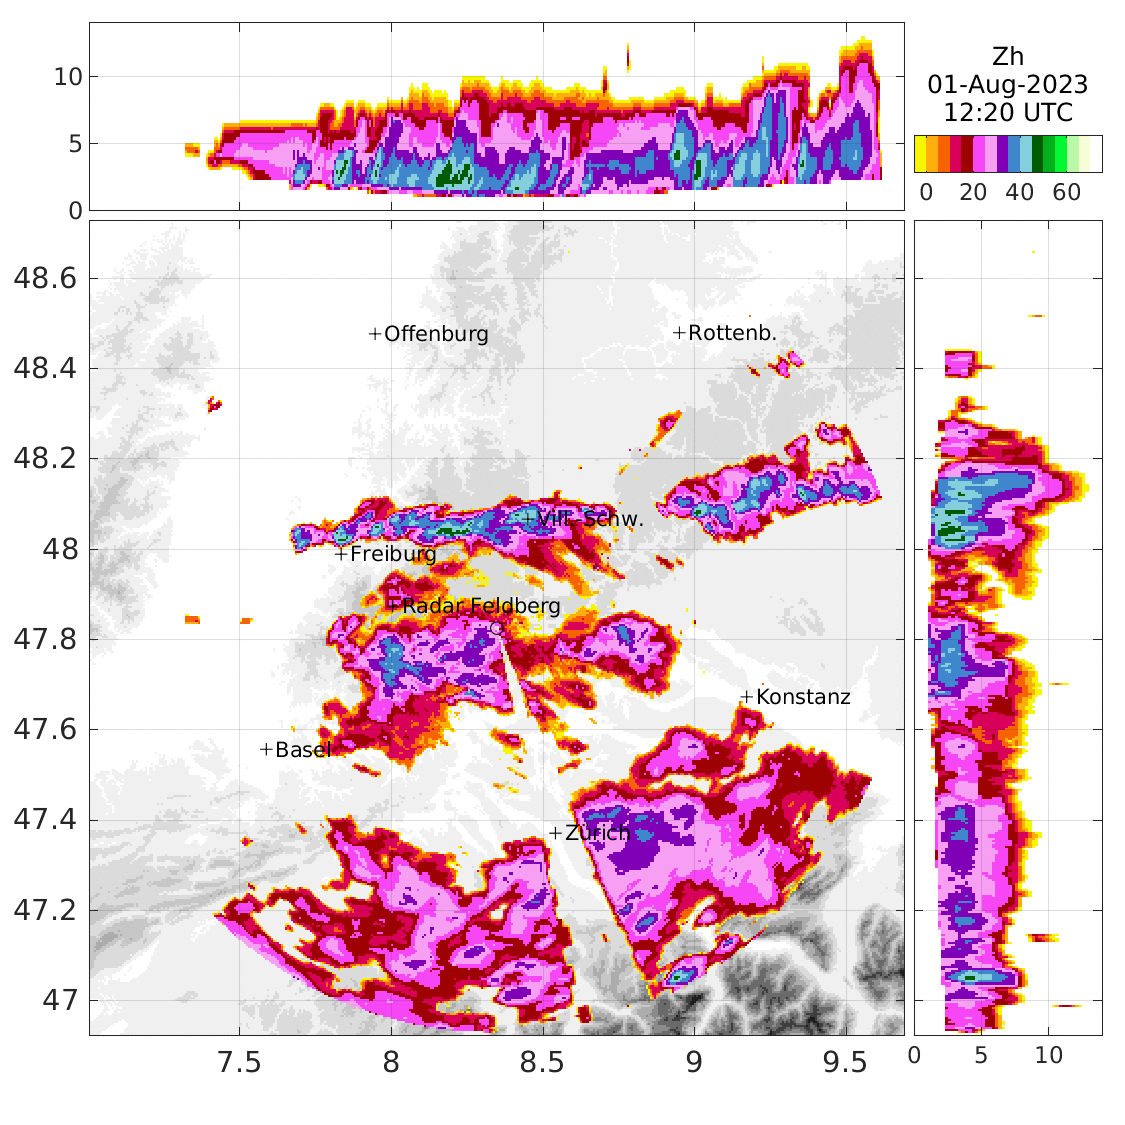 Zh
01-Aug-2023
12:20 UTC
0 20 40 60
10
5
0
48.6
48.4
48.2
48
47.8
47.6
47.4
47.2
47
+Offenburg
+Rottenb.
+Vill.-Schw.
+Freiburg
+Radar Feldberg
+Konstanz
+Basel
+Zürich
7.5 8 8.5 9 9.5
0 5 10